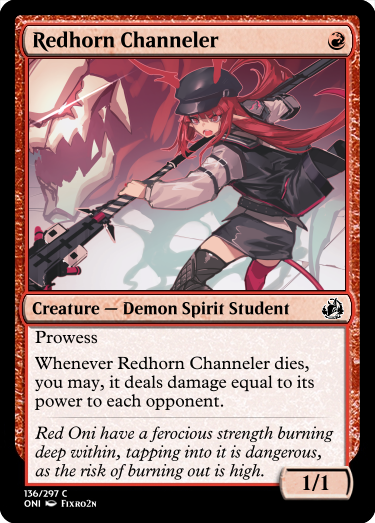 Redhorn Channeler
Creature — Demon Spirit Student
Prowess
Whenever Redhorn Channeler dies,
you may, it deals damage equal to its
power to each opponent.
Red Oni have a ferocious strength burning
deep within, tapping into it is dangerous,
as the risk of burning out is high.
1/1
136/297 C
ONI Fixro2n